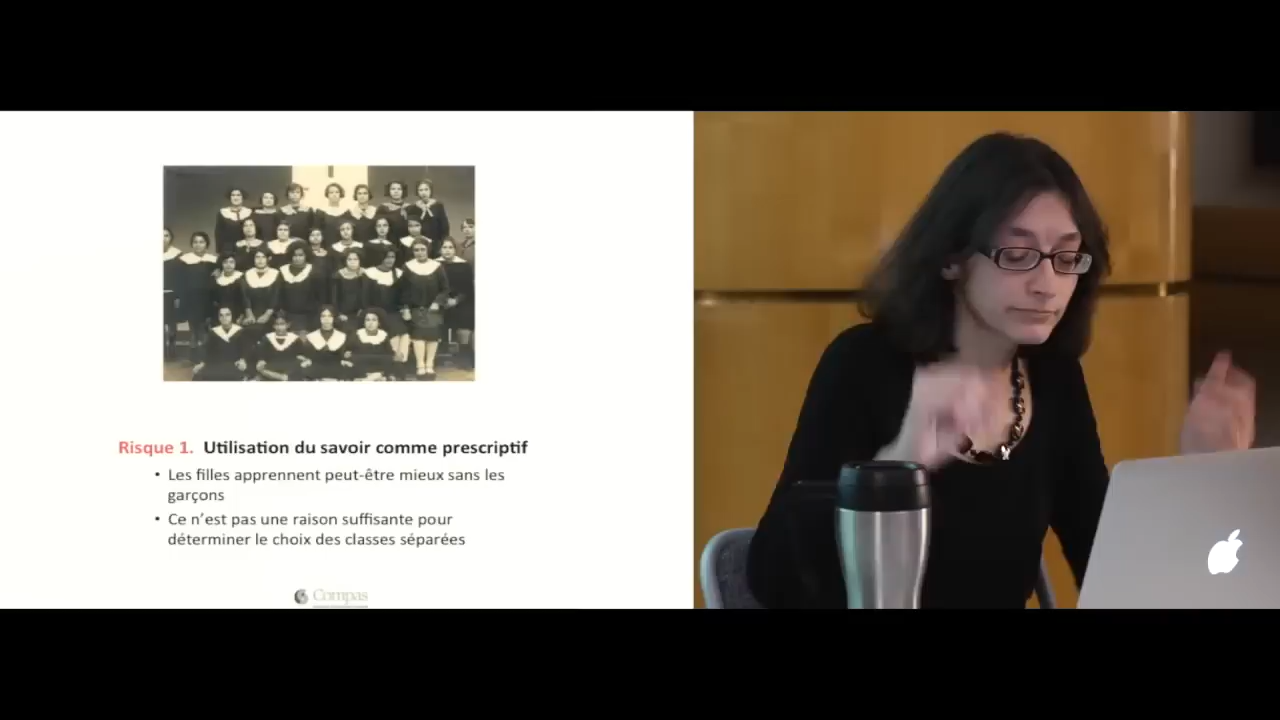 Risque 1. Utilisation du savoir comme prescriptif
• Les filles apprennent peut-être mieux sans les
garçons
• Ce n'est pas une raison suffisante pour
déterminer le choix des classes séparées
Compas